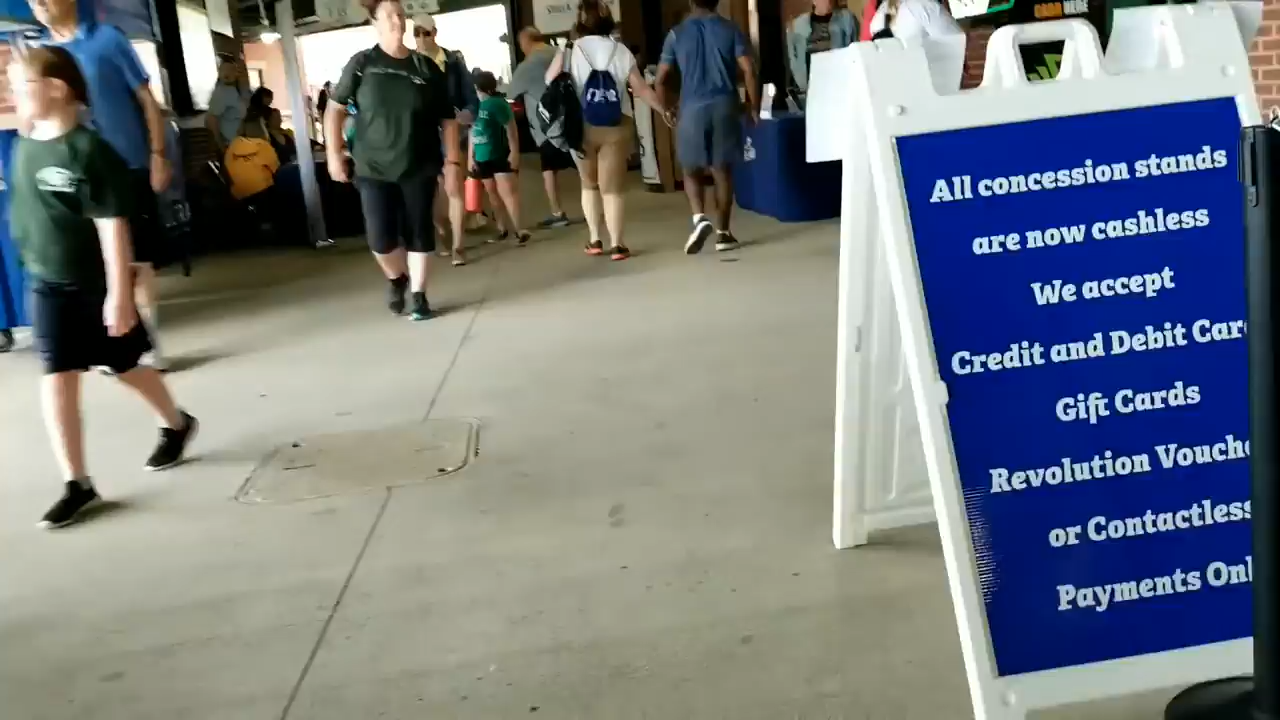 All concession stands
are now cashless
We accept
Credit and Debit Car
Gift Cards
Revolution Vouch
or Contactless
Payments Onl